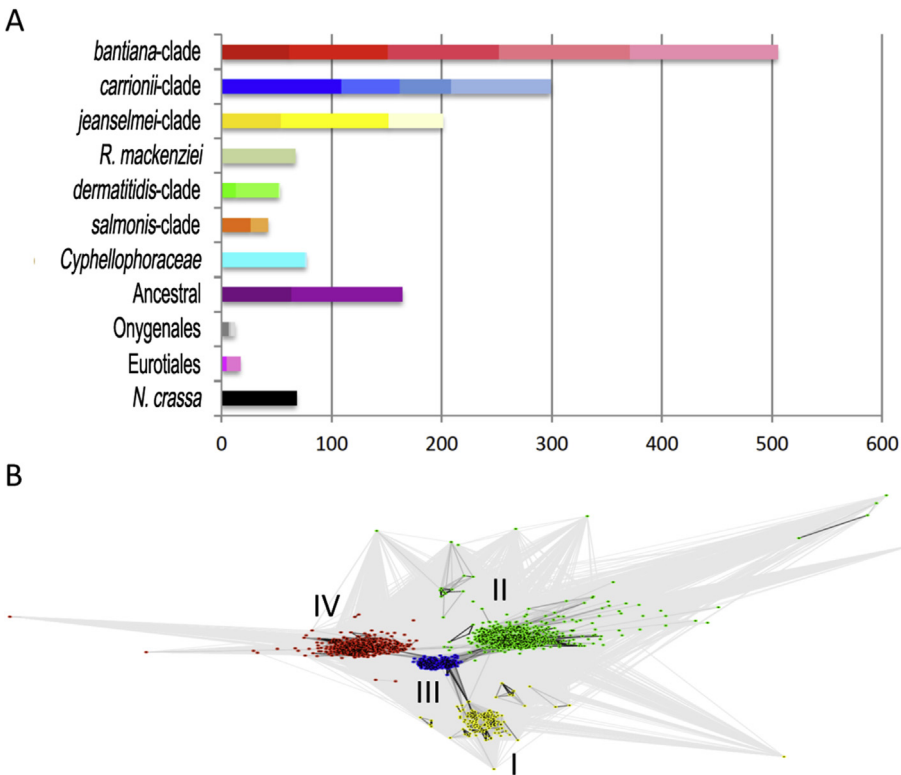 A
bantiana-clade
carrionii-clade
jeanselmei-clade
R. mackenziei
dermatitidis-clade
salmonis-clade
Cyphellophoraceae
Ancestral
Onygenales
Eurotiales
N. crassa
0 100 200 300 400 500 600
B
II
IV
III
I